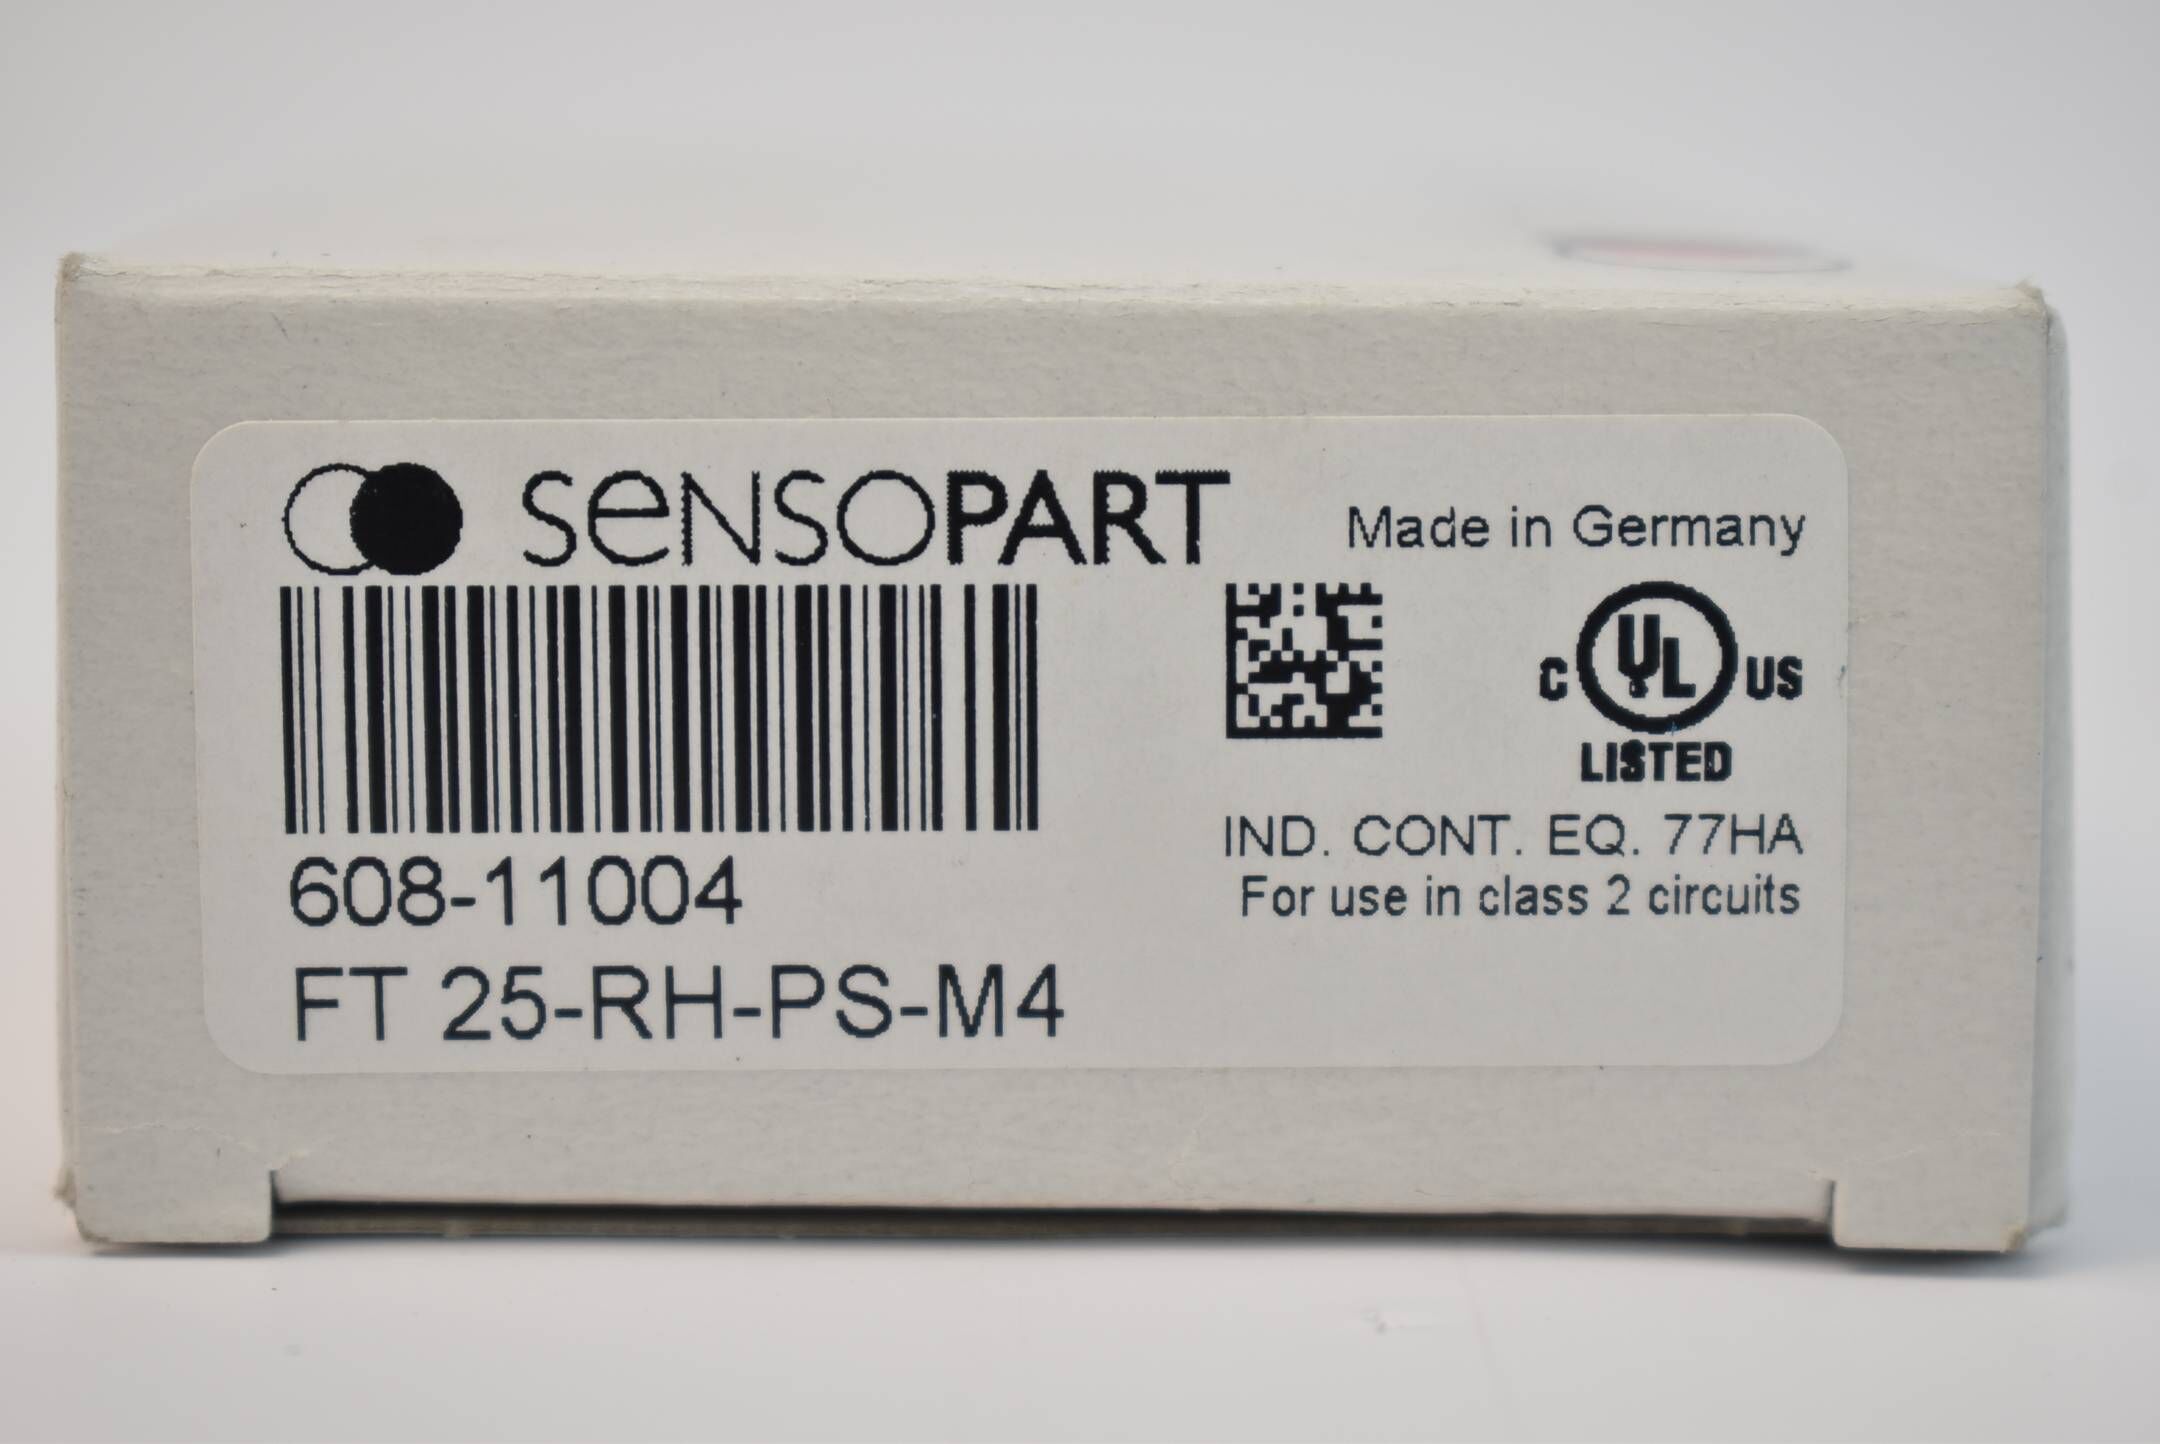 SENSOPART
Made in Germany
C UL US
LISTED
608-11004
IND. CONT. EQ. 77HA
For use in class 2 circuits
FT 25-RH-PS-M4